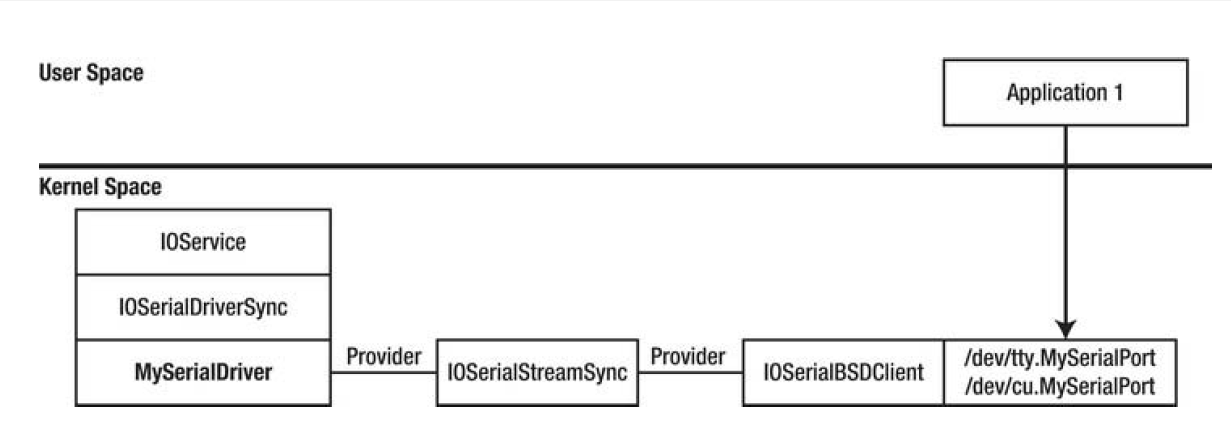 User Space
Application 1
Kernel Space
IOService
IOSerialDriverSync
MySerialDriver
Provider
IOSerialStreamSync
Provider
IOSerialBSDClient
/dev/tty.MySerialPort
/dev/cu.MySerialPort